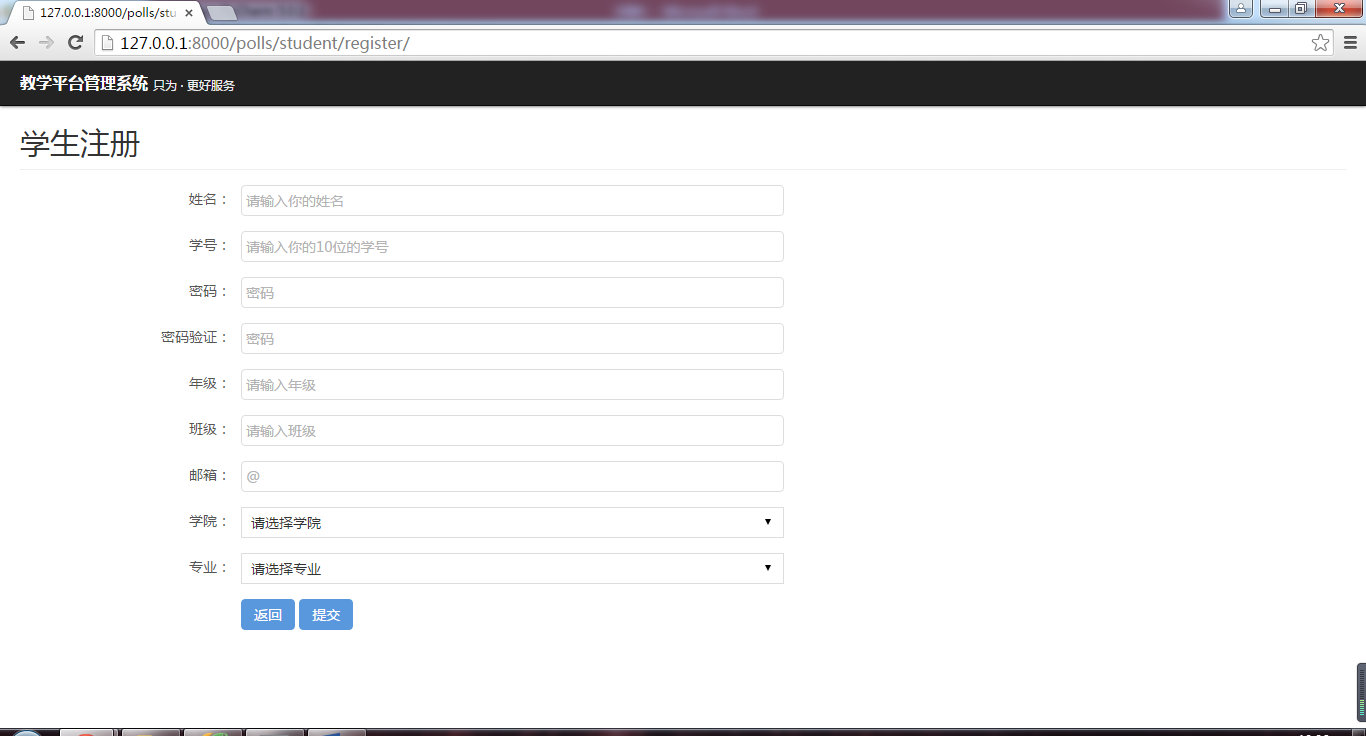 127.0.0.1:8000/polls/stu
127.0.0.1:8000/polls/student/register/
教学平台管理系统 只为 · 更好服务
学生注册
姓名： 请输入你的姓名
学号： 请输入你的10位的学号
密码： 密码
密码验证： 密码
年级： 请输入年级
班级： 请输入班级
邮箱： @
学院： 请选择学院
专业： 请选择专业
返回 提交